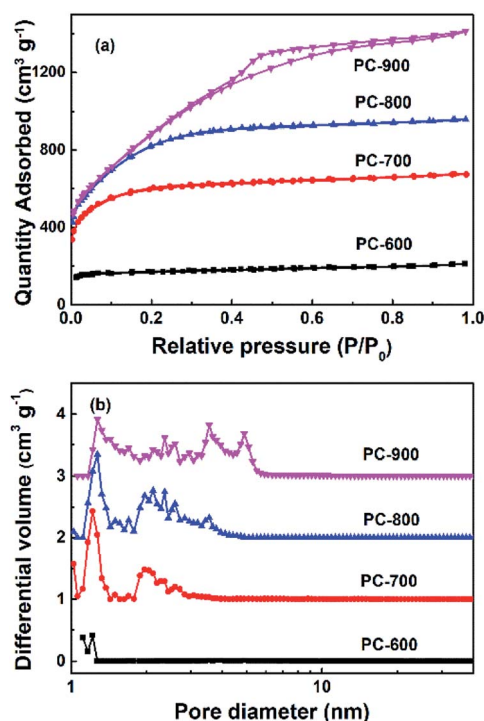 (a)
PC-900
PC-800
PC-700
PC-600
1400
1200
800
400
0
0.0 0.2 0.4 0.6 0.8 1.0
Quantity Adsorbed (cm³ g⁻¹)
Relative pressure (P/P₀)
(b)
PC-900
PC-800
PC-700
PC-600
4
3
2
1
0
1 10
Differential volume (cm³ g⁻¹)
Pore diameter (nm)